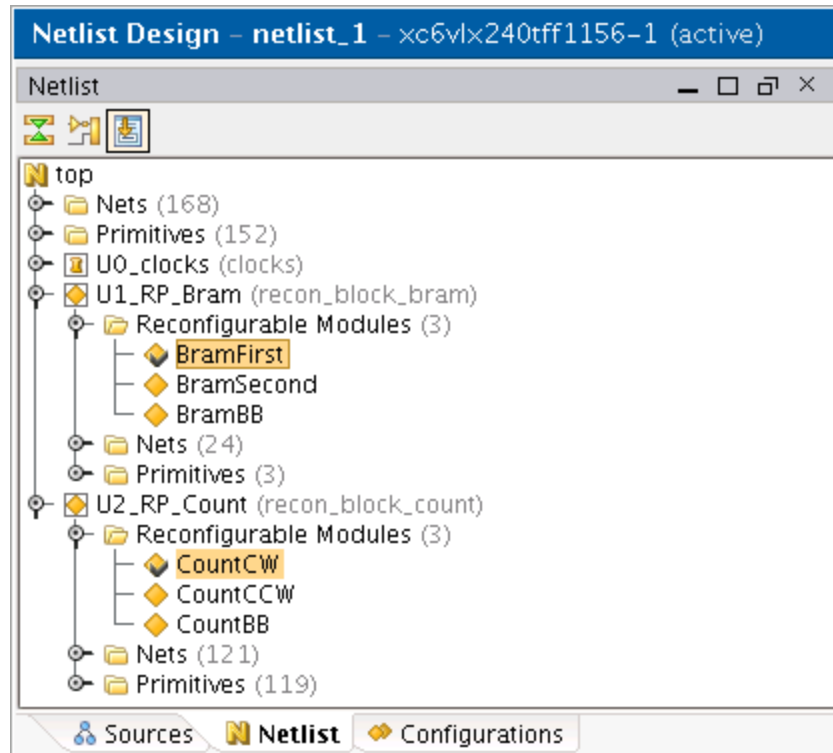 Netlist Design - netlist_1 - xc6vlx240tff1156-1 (active)
Netlist
top
Nets (168)
Primitives (152)
U0_clocks (clocks)
U1_RP_Bram (recon_block_bram)
Reconfigurable Modules (3)
BramFirst
BramSecond
BramBB
Nets (24)
Primitives (3)
U2_RP_Count (recon_block_count)
Reconfigurable Modules (3)
CountCW
CountCCW
CountBB
Nets (121)
Primitives (119)
Sources Netlist Configurations